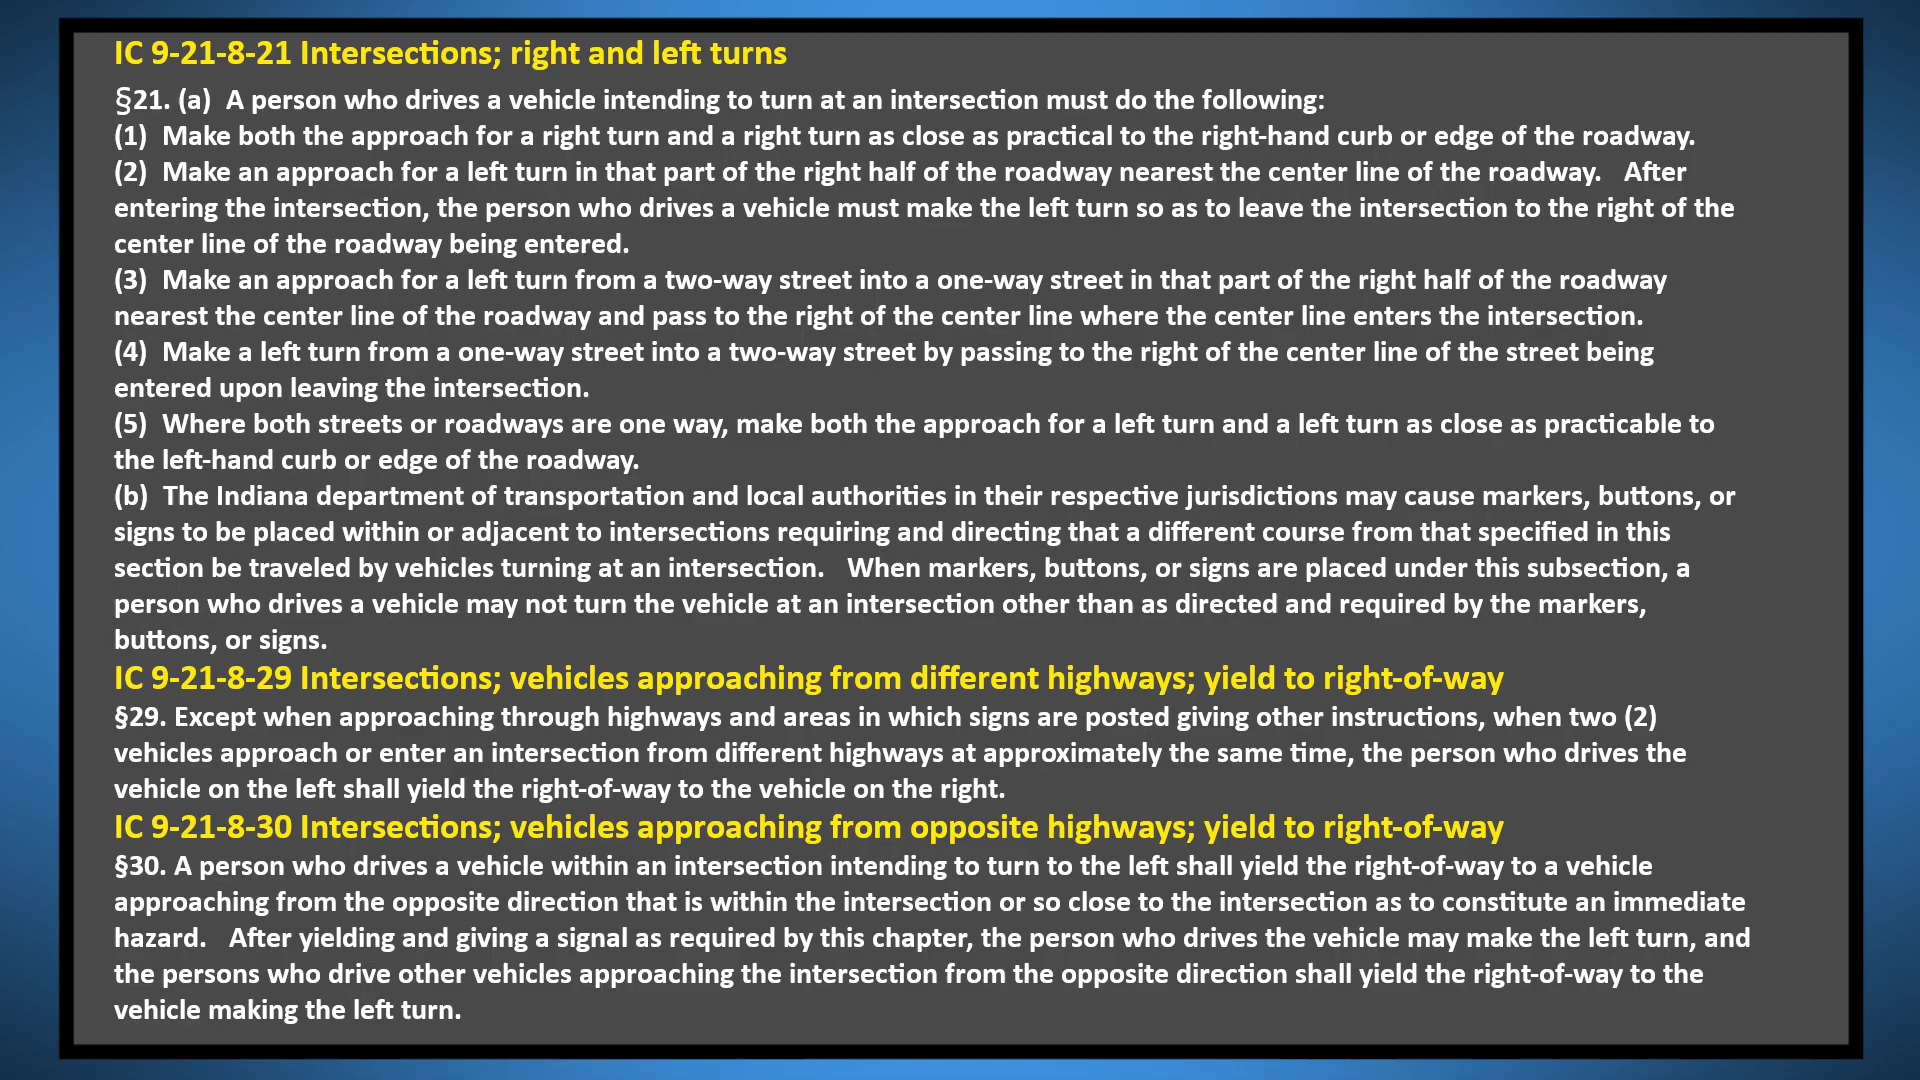 IC 9-21-8-21 Intersections; right and left turns
§21. (a)  A person who drives a vehicle intending to turn at an intersection must do the following:
(1)  Make both the approach for a right turn and a right turn as close as practical to the right-hand curb or edge of the roadway.
(2)  Make an approach for a left turn in that part of the right half of the roadway nearest the center line of the roadway.   After
entering the intersection, the person who drives a vehicle must make the left turn so as to leave the intersection to the right of the
center line of the roadway being entered.
(3)  Make an approach for a left turn from a two-way street into a one-way street in that part of the right half of the roadway
nearest the center line of the roadway and pass to the right of the center line where the center line enters the intersection.
(4)  Make a left turn from a one-way street into a two-way street by passing to the right of the center line of the street being
entered upon leaving the intersection.
(5)  Where both streets or roadways are one way, make both the approach for a left turn and a left turn as close as practicable to
the left-hand curb or edge of the roadway.
(b)  The Indiana department of transportation and local authorities in their respective jurisdictions may cause markers, buttons, or
signs to be placed within or adjacent to intersections requiring and directing that a different course from that specified in this
section be traveled by vehicles turning at an intersection.   When markers, buttons, or signs are placed under this subsection, a
person who drives a vehicle may not turn the vehicle at an intersection other than as directed and required by the markers,
buttons, or signs.
IC 9-21-8-29 Intersections; vehicles approaching from different highways; yield to right-of-way
§29. Except when approaching through highways and areas in which signs are posted giving other instructions, when two (2)
vehicles approach or enter an intersection from different highways at approximately the same time, the person who drives the
vehicle on the left shall yield the right-of-way to the vehicle on the right.
IC 9-21-8-30 Intersections; vehicles approaching from opposite highways; yield to right-of-way
§30. A person who drives a vehicle within an intersection intending to turn to the left shall yield the right-of-way to a vehicle
approaching from the opposite direction that is within the intersection or so close to the intersection as to constitute an immediate
hazard.   After yielding and giving a signal as required by this chapter, the person who drives the vehicle may make the left turn, and
the persons who drive other vehicles approaching the intersection from the opposite direction shall yield the right-of-way to the
vehicle making the left turn.